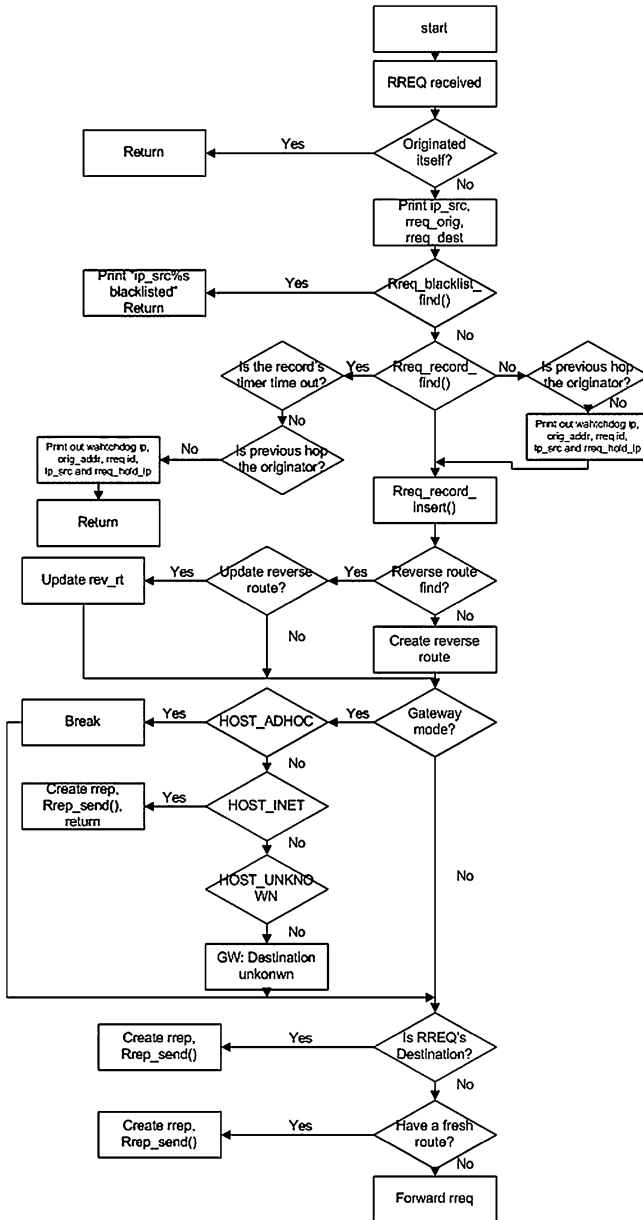 start
RREQ received
Originated
itself?
Yes
Return
No
Print ip_src,
rreq_orig,
rreq_dest
Rreq_blacklist_
find()
Yes
Print "ip_src%s
blacklisted"
Return
No
Is the record's
timer time out?
Yes
Rreq_record_
find()
No
Is previous hop
the originator?
No
Print out wahtchdog ip,
orig_addr, rreq id,
ip_src and rreq_hold_ip
No
Is previous hop
the originator?
No
Print out wahtchdog ip,
orig_addr, rreq id,
ip_src and rreq_hold_ip
Return
Rreq_record_
insert()
Update rev_rt
Yes
Update reverse
route?
Yes
Reverse route
find?
No
No
Create reverse
route
Break
Yes
HOST_ADHOC
Yes
Gateway
mode?
No
Create rrep,
Rrep_send(),
return
Yes
HOST_INET
No
No
HOST_UNKNO
WN
No
GW: Destination
unkonwn
Create rrep,
Rrep_send()
Yes
Is RREQ's
Destination?
No
Create rrep,
Rrep_send()
Yes
Have a fresh
route?
No
Forward rreq